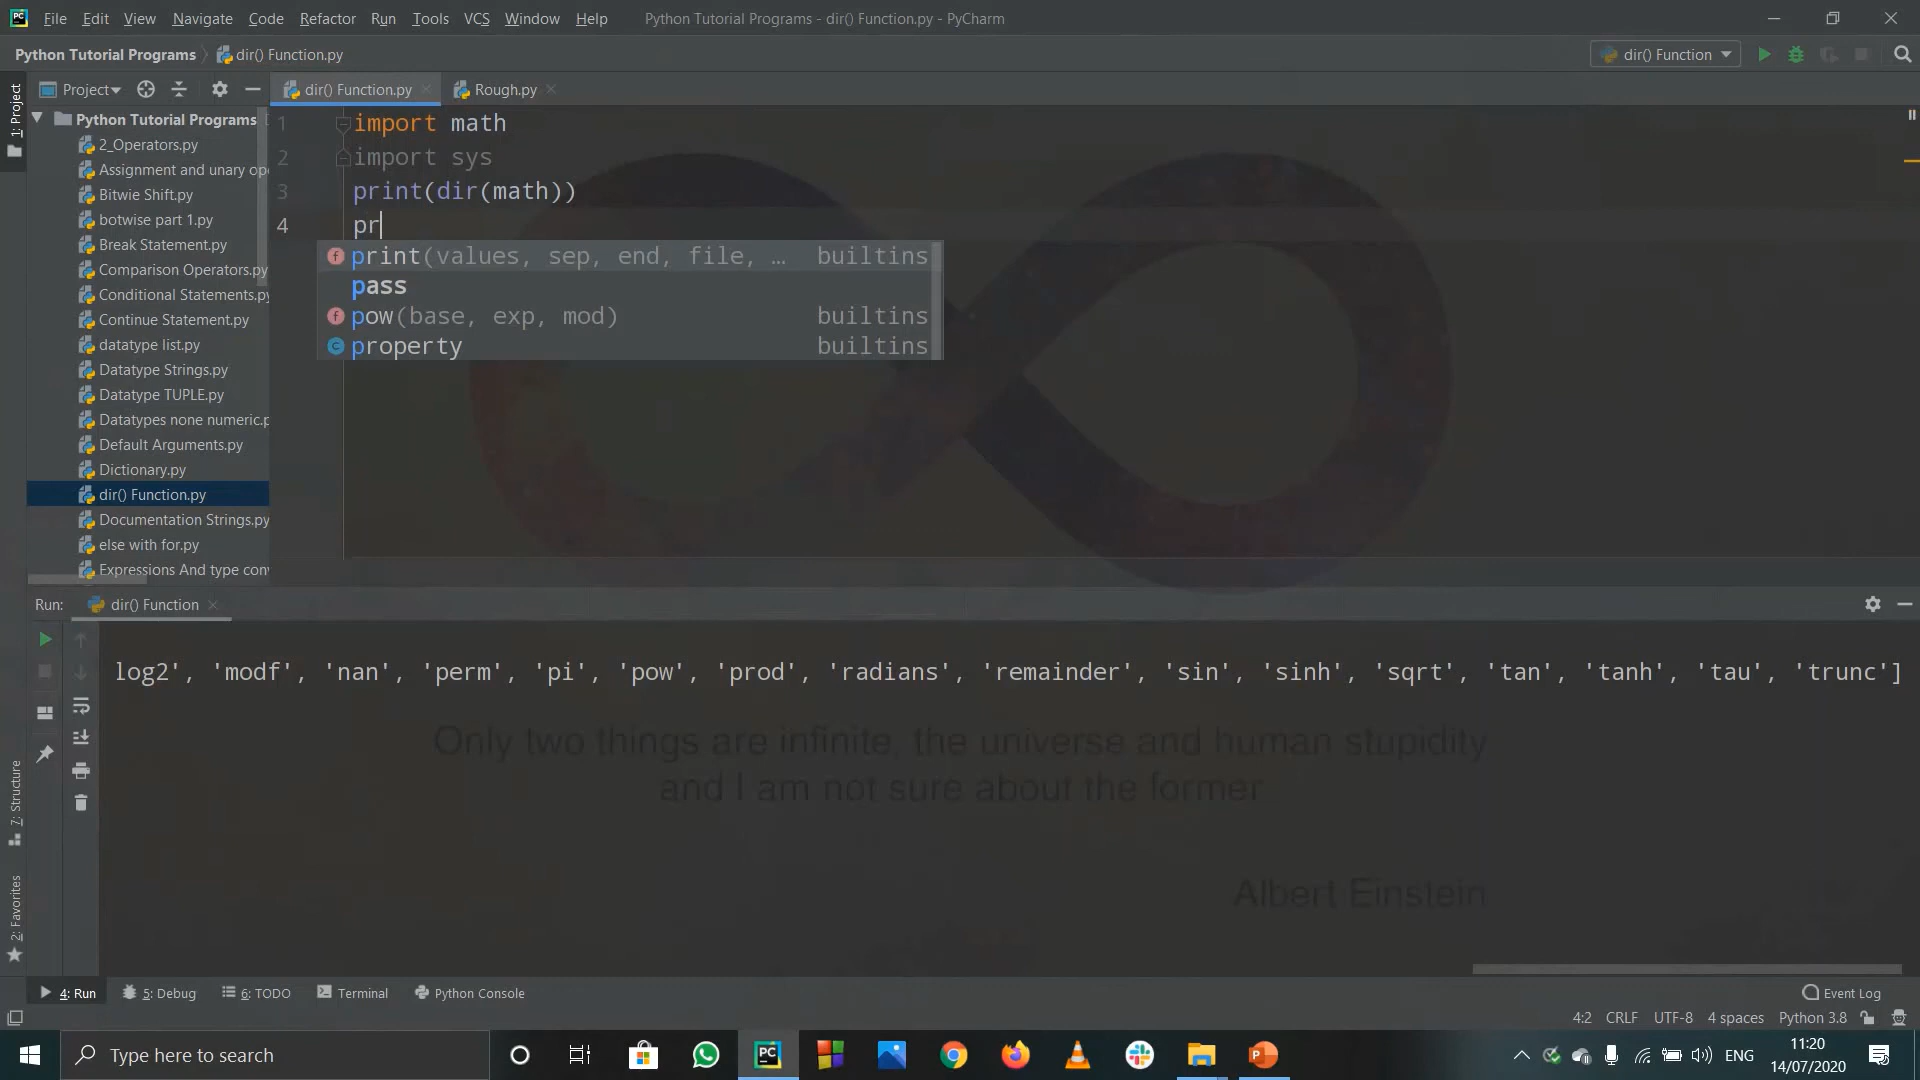 File Edit View Navigate Code Refactor Run Tools VCS Window Help Python Tutorial Programs - dir() Function.py - PyCharm
Python Tutorial Programs dir() Function.py dir() Function
Project dir() Function.py Rough.py
1: Project
Python Tutorial Programs
2_Operators.py
Assignment and unary ope
Bitwie Shift.py
botwise part 1.py
Break Statement.py
Comparison Operators.py
Conditional Statements.py
Continue Statement.py
datatype list.py
Datatype Strings.py
Datatype TUPLE.py
Datatypes none numeric.p
Default Arguments.py
Dictionary.py
dir() Function.py
Documentation Strings.py
else with for.py
Expressions And type conv
1 import math
2 import sys
3 print(dir(math))
4 pr
print(values, sep, end, file, … builtins
pass
pow(base, exp, mod) builtins
property builtins
Run: dir() Function
log2', 'modf', 'nan', 'perm', 'pi', 'pow', 'prod', 'radians', 'remainder', 'sin', 'sinh', 'sqrt', 'tan', 'tanh', 'tau', 'trunc']
Only two things are infinite, the universe and human stupidity
and I am not sure about the former
Albert Einstein
7: Structure
2: Favorites
4: Run 5: Debug 6: TODO Terminal Python Console Event Log
4:2 CRLF UTF-8 4 spaces Python 3.8
Type here to search
ENG
11:20
14/07/2020